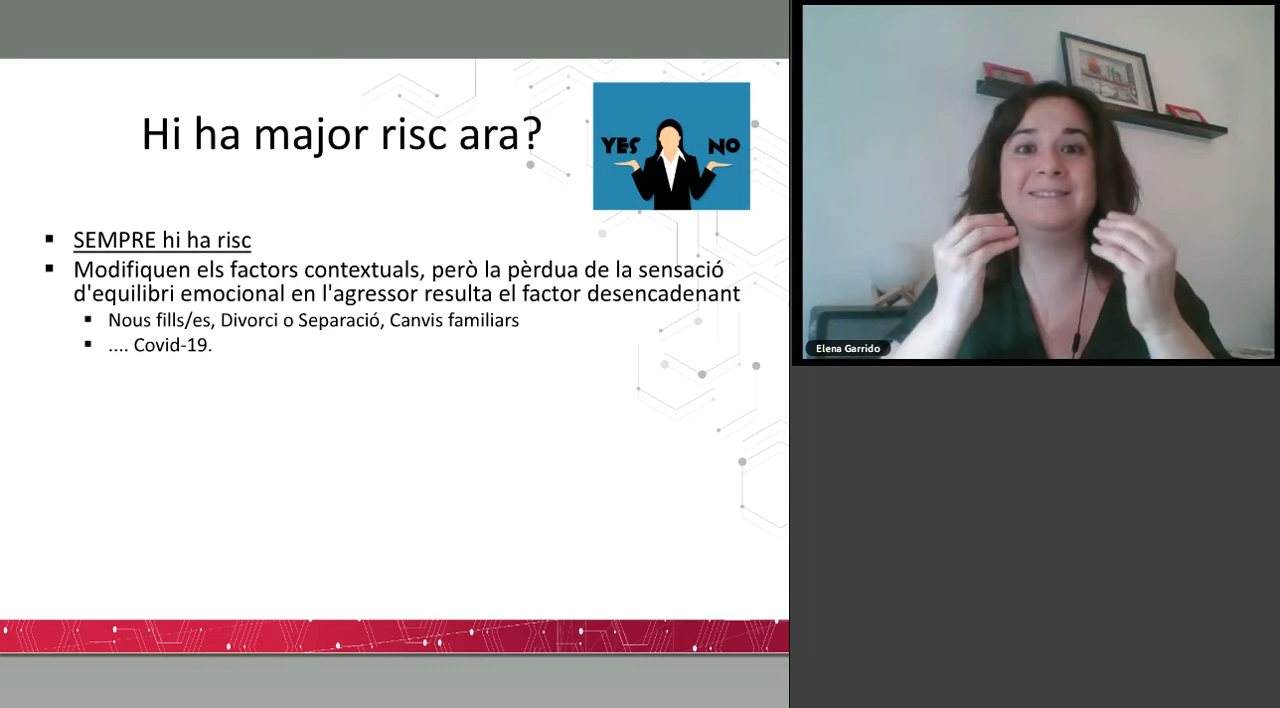 Hi ha major risc ara?
YES NO
SEMPRE hi ha risc
Modifiquen els factors contextuals, però la pèrdua de la sensació
d'equilibri emocional en l'agressor resulta el factor desencadenant
Nous fills/es, Divorci o Separació, Canvis familiars
.... Covid-19.
Elena Garrido